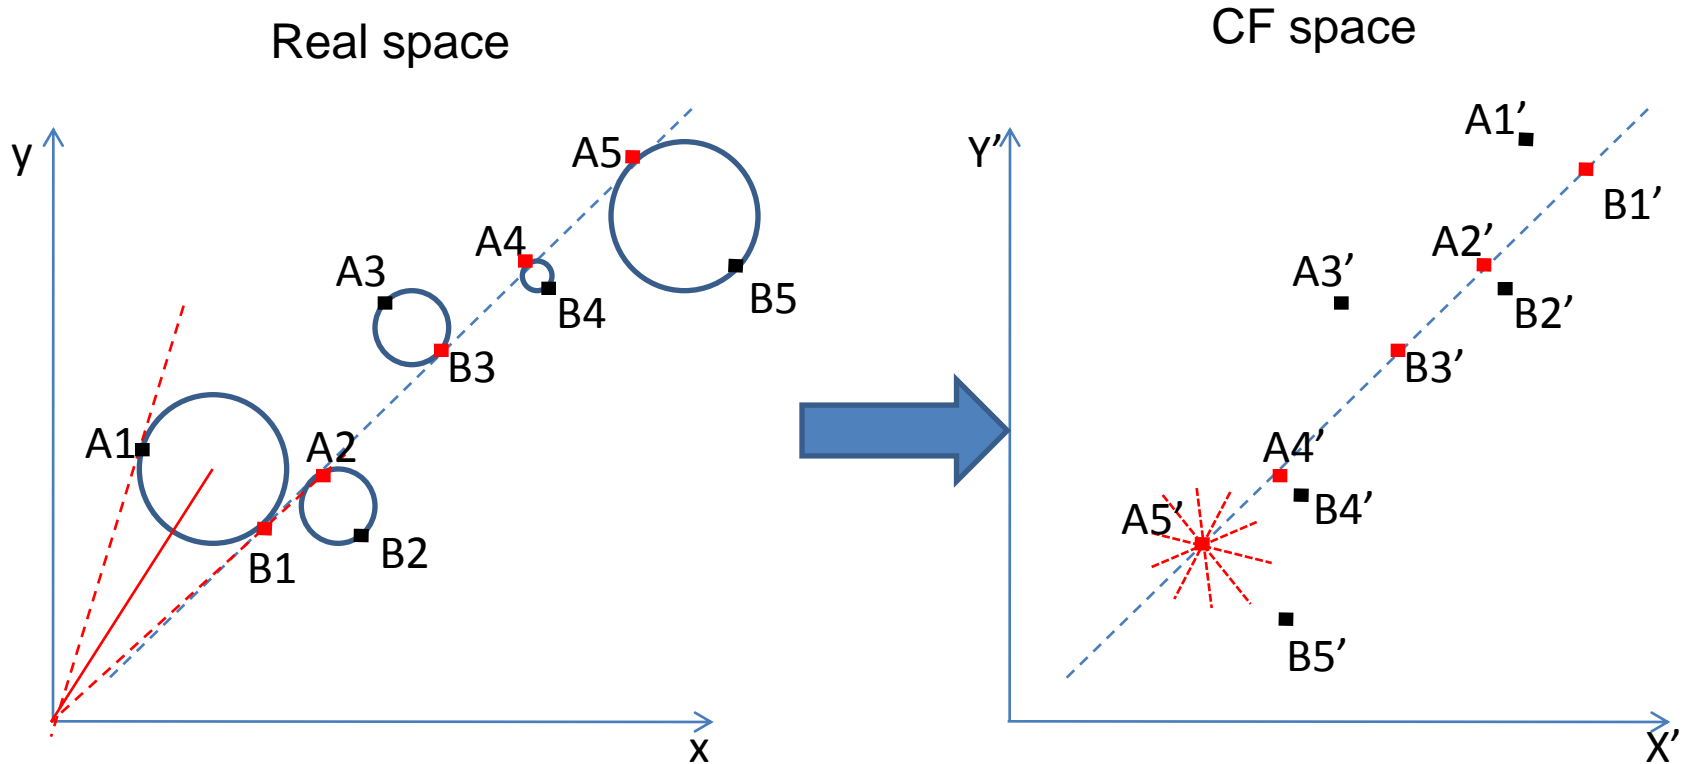 Real space
CF space
y
A5
A4
A3
B5
B4
B3
A1
A2
B1
B2
x
Y’
A1’
B1’
A2’
A3’
B2’
B3’
A4’
B4’
A5’
B5’
X’